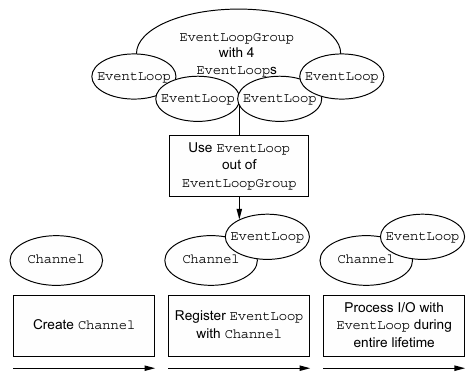 EventLoopGroup
with 4
EventLoops
EventLoop
EventLoop
EventLoop
EventLoop
Use EventLoop
out of
EventLoopGroup
Channel
Channel
EventLoop
Channel
EventLoop
Create Channel
Register EventLoop
with Channel
Process I/O with
EventLoop during
entire lifetime